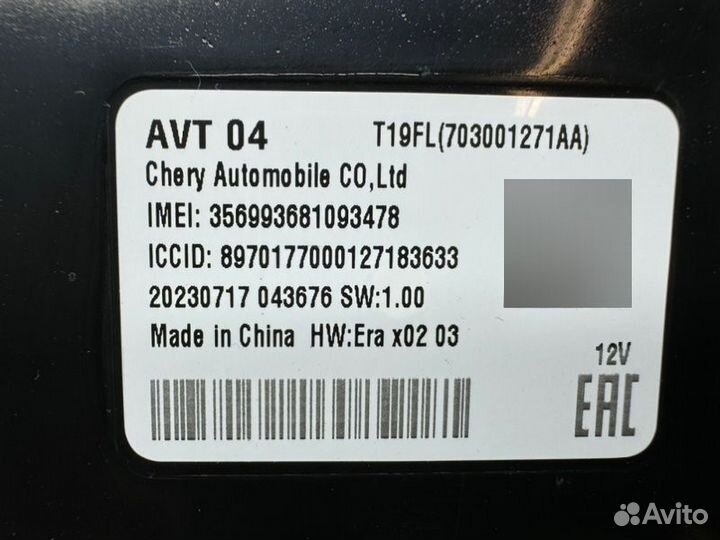 AVT 04 T19FL(703001271AA)
Chery Automobile CO,Ltd
IMEI: 356993681093478
ICCID: 8970177000127183633
20230717 043676 SW:1.00
Made in China HW:Era x02 03
12V
EAC
Avito